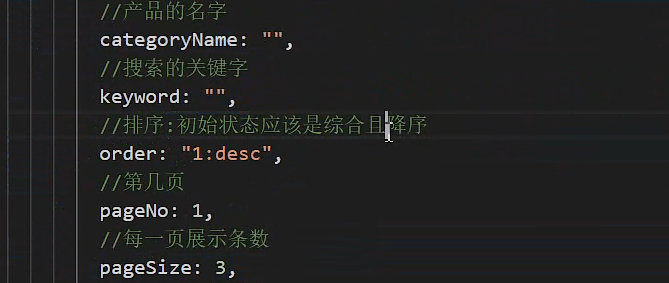 //产品的名字
categoryName: "",
//搜索的关键字
keyword: "",
//排序:初始状态应该是综合且降序
order: "1:desc",
//第几页
pageNo: 1,
//每一页展示条数
pageSize: 3,